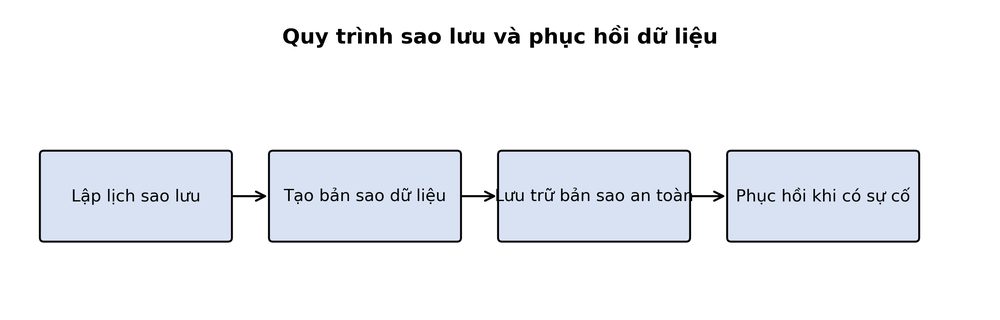 Quy trình sao lưu và phục hồi dữ liệu
Lập lịch sao lưu
Tạo bản sao dữ liệu
Lưu trữ bản sao an toàn
Phục hồi khi có sự cố